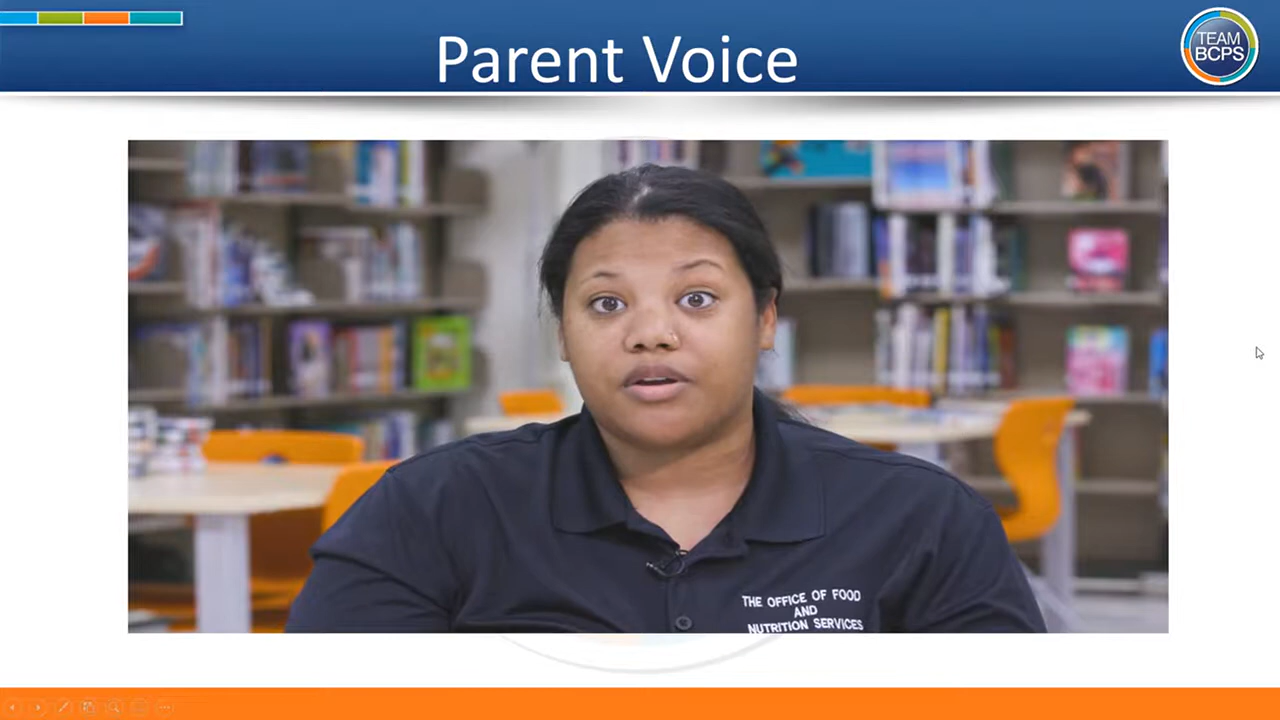 Parent Voice
TEAM
BCPS
THE OFFICE OF FOOD
AND
NUTRITION SERVICES